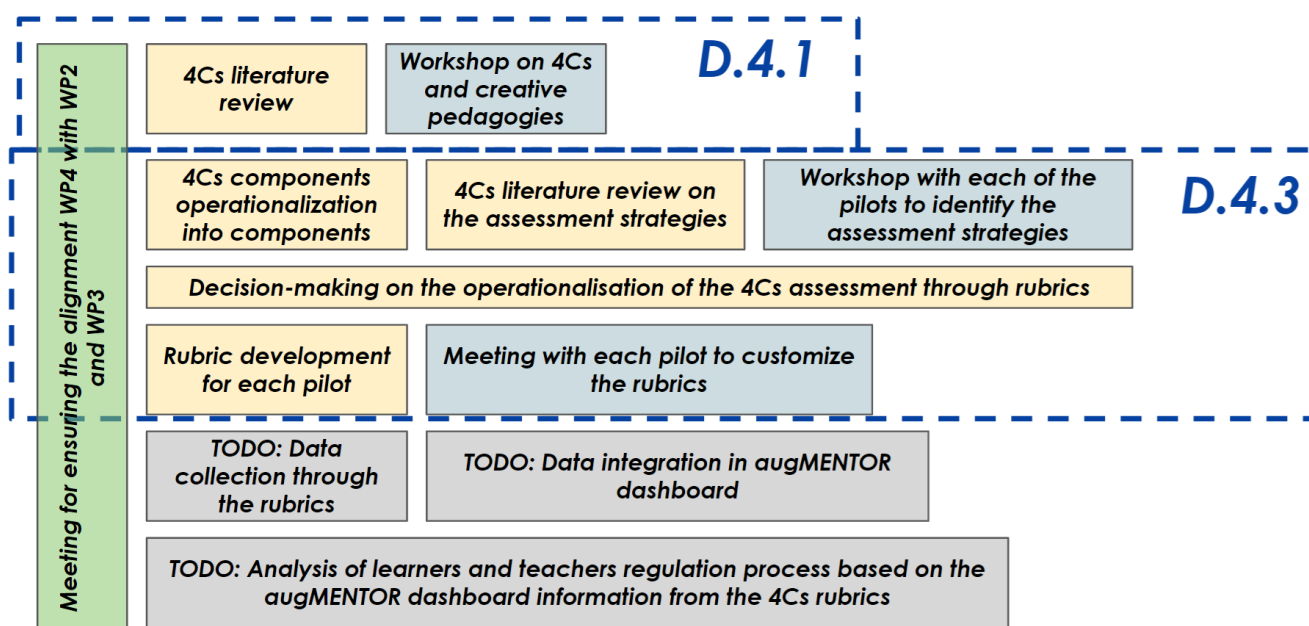 D.4.1
4Cs literature
review
Workshop on 4Cs
and creative
pedagogies
Meeting for ensuring the alignment WP4 with WP2
and WP3
D.4.3
4Cs components
operationalization
into components
4Cs literature review on
the assessment strategies
Workshop with each of the
pilots to identify the
assessment strategies
Decision-making on the operationalisation of the 4Cs assessment through rubrics
Rubric development
for each pilot
Meeting with each pilot to customize
the rubrics
TODO: Data
collection through
the rubrics
TODO: Data integration in augMENTOR
dashboard
TODO: Analysis of learners and teachers regulation process based on the
augMENTOR dashboard information from the 4Cs rubrics